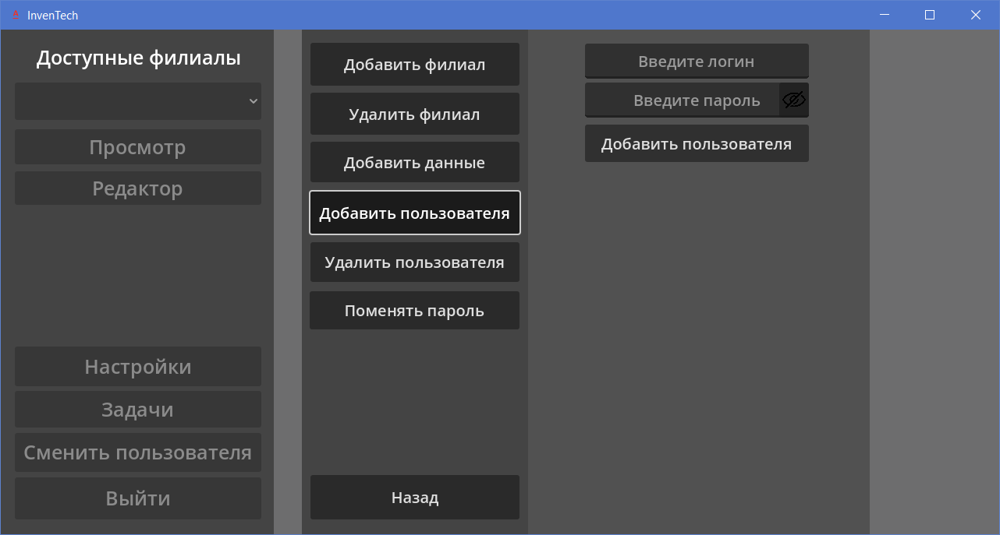 InvenTech
Доступные филиалы
Просмотр
Редактор
Настройки
Задачи
Сменить пользователя
Выйти
Добавить филиал
Удалить филиал
Добавить данные
Добавить пользователя
Удалить пользователя
Поменять пароль
Назад
Введите логин
Введите пароль
Добавить пользователя